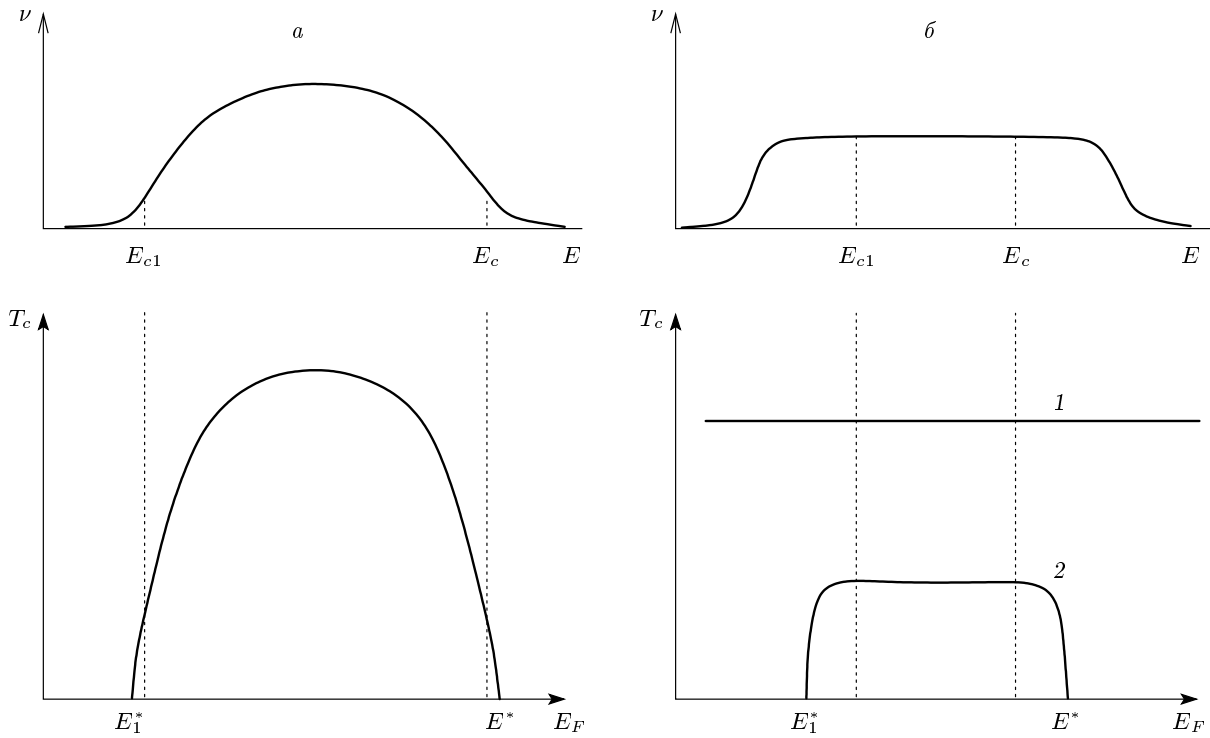 ν а ν б
E_{c1} E_c E E_{c1} E_c E
T_c T_c
1
2
E_1^* E^* E_F E_1^* E^* E_F